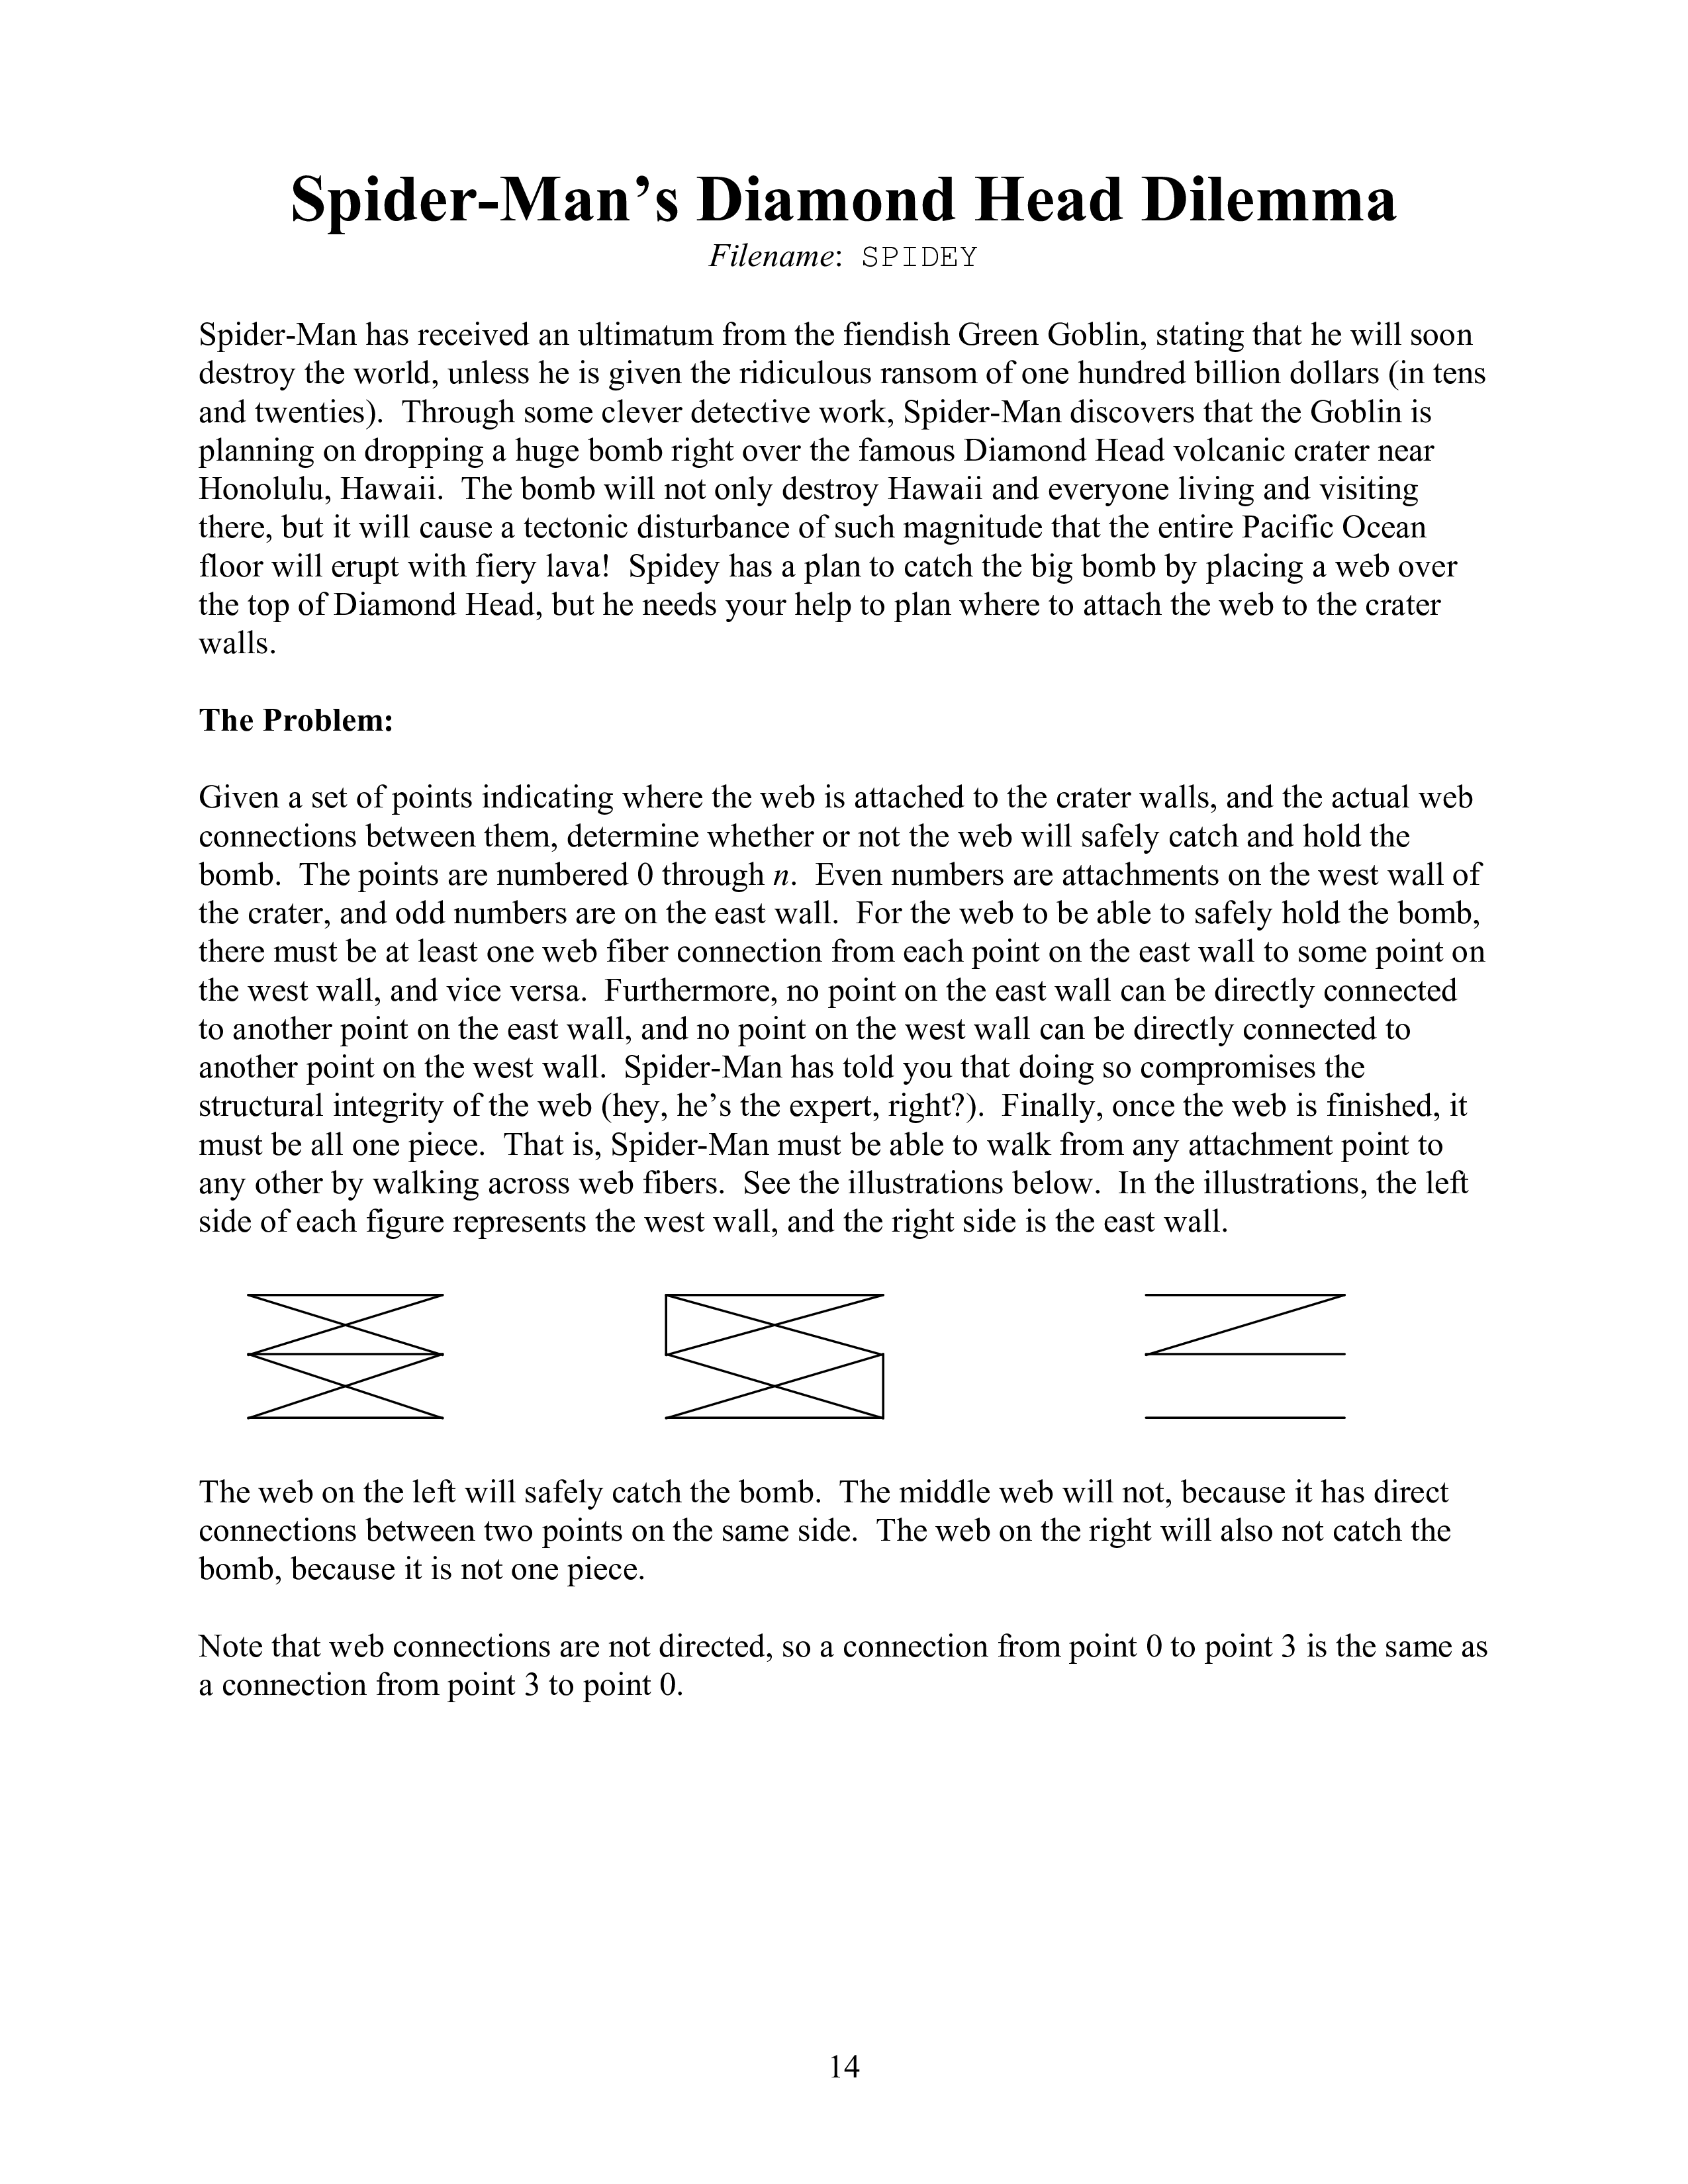 Spider-Man’s Diamond Head Dilemma
Filename: SPIDEY
Spider-Man has received an ultimatum from the fiendish Green Goblin, stating that he will soon
destroy the world, unless he is given the ridiculous ransom of one hundred billion dollars (in tens
and twenties).  Through some clever detective work, Spider-Man discovers that the Goblin is
planning on dropping a huge bomb right over the famous Diamond Head volcanic crater near
Honolulu, Hawaii.  The bomb will not only destroy Hawaii and everyone living and visiting
there, but it will cause a tectonic disturbance of such magnitude that the entire Pacific Ocean
floor will erupt with fiery lava!  Spidey has a plan to catch the big bomb by placing a web over
the top of Diamond Head, but he needs your help to plan where to attach the web to the crater
walls.
The Problem:
Given a set of points indicating where the web is attached to the crater walls, and the actual web
connections between them, determine whether or not the web will safely catch and hold the
bomb.  The points are numbered 0 through n.  Even numbers are attachments on the west wall of
the crater, and odd numbers are on the east wall.  For the web to be able to safely hold the bomb,
there must be at least one web fiber connection from each point on the east wall to some point on
the west wall, and vice versa.  Furthermore, no point on the east wall can be directly connected
to another point on the east wall, and no point on the west wall can be directly connected to
another point on the west wall.  Spider-Man has told you that doing so compromises the
structural integrity of the web (hey, he’s the expert, right?).  Finally, once the web is finished, it
must be all one piece.  That is, Spider-Man must be able to walk from any attachment point to
any other by walking across web fibers.  See the illustrations below.  In the illustrations, the left
side of each figure represents the west wall, and the right side is the east wall.
The web on the left will safely catch the bomb.  The middle web will not, because it has direct
connections between two points on the same side.  The web on the right will also not catch the
bomb, because it is not one piece.
Note that web connections are not directed, so a connection from point 0 to point 3 is the same as
a connection from point 3 to point 0.
14